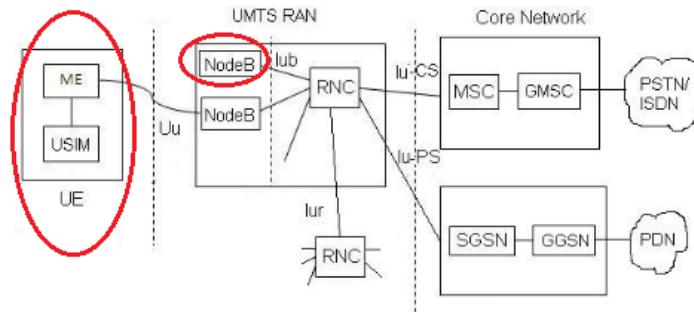 UMTS RAN
Core Network
NodeB
Iub
ME
RNC
Iu-CS
MSC
GMSC
PSTN/
ISDN
NodeB
Uu
USIM
UE
Iu-PS
Iur
RNC
SGSN
GGSN
PDN